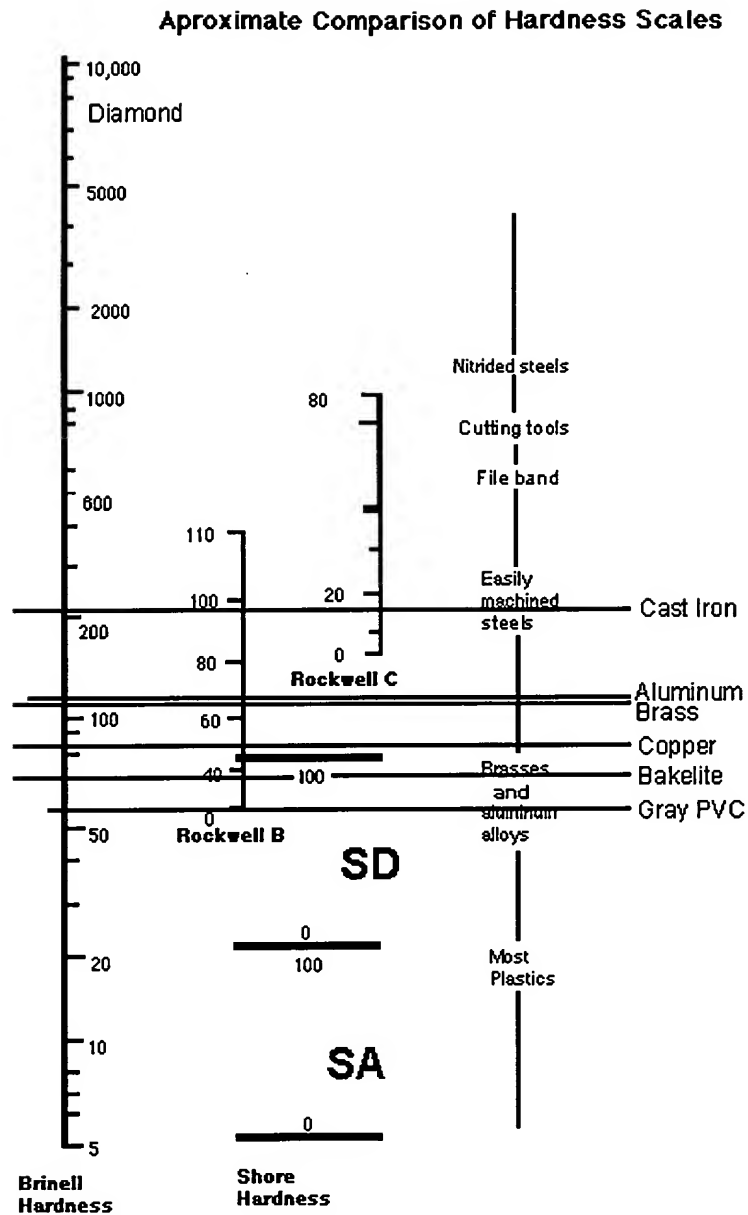 Aproximate Comparison of Hardness Scales
10,000
Diamond
5000
2000
Nitrided steels
1000
80
Cutting tools
File band
600
110
Easily
machined
steels
20
100
Cast Iron
200
0
80
Rockwell C
Aluminum
Brass
100
60
Copper
Brasses
and
aluminum
alloys
40
100
Bakelite
0
Gray PVC
50
Rockwell B
SD
0
100
20
Most
Plastics
10
SA
0
5
Brinell
Hardness
Shore
Hardness